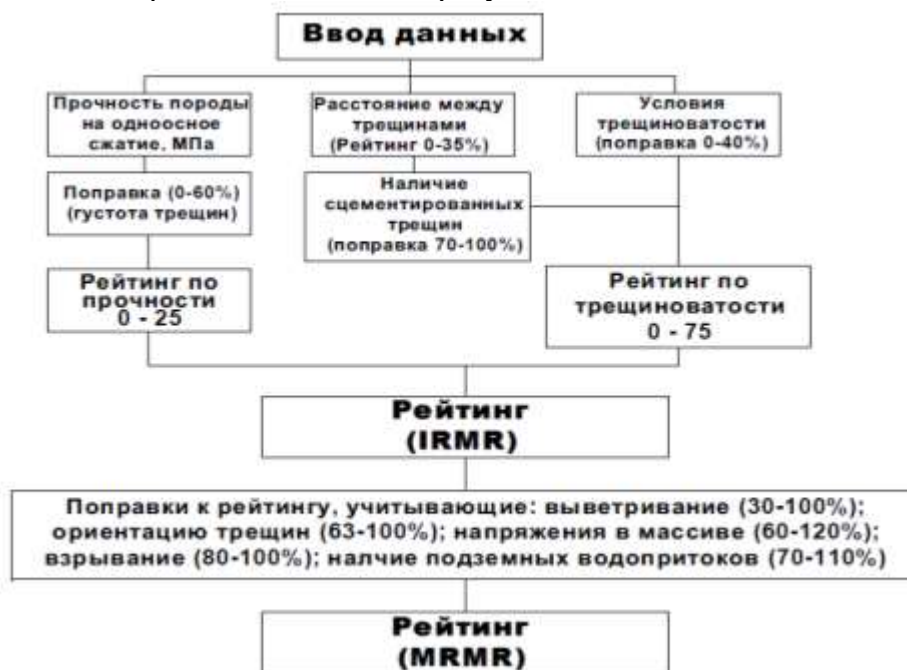 Ввод данных
Прочность породы
на одноосное
сжатие, МПа
Расстояние между
трещинами
(Рейтинг 0-35%)
Условия
трещиноватости
(поправка 0-40%)
Поправка (0-60%)
(густота трещин)
Наличие
сцементированных
трещин
(поправка 70-100%)
Рейтинг по
прочности
0 - 25
Рейтинг по
трещиноватости
0 - 75
Рейтинг
(IRMR)
Поправки к рейтингу, учитывающие: выветривание (30-100%);
ориентацию трещин (63-100%); напряжения в массиве (60-120%);
взрывание (80-100%); налчие подземных водопритоков (70-110%)
Рейтинг
(MRMR)